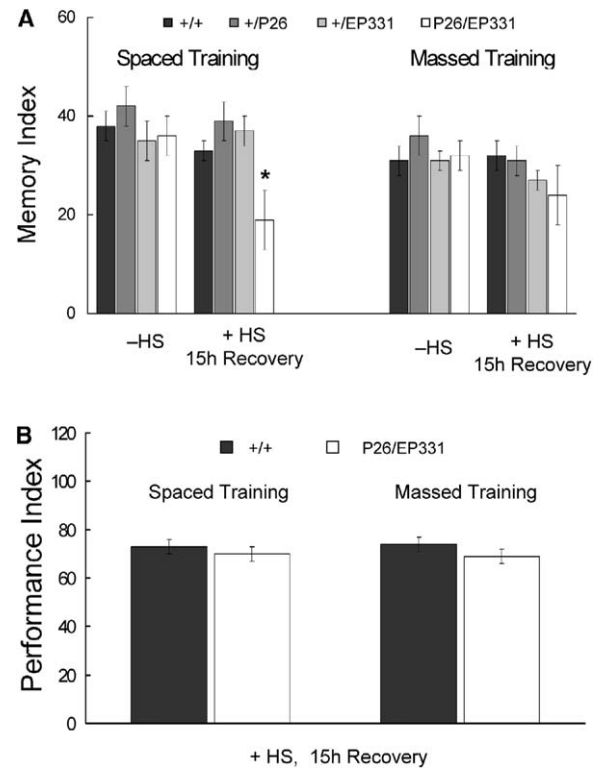 A
+/+ +/P26 +/EP331 P26/EP331
Spaced Training Massed Training
Memory Index
60
40
20
0
*
–HS + HS –HS + HS
15h Recovery 15h Recovery
B
+/+ P26/EP331
Spaced Training Massed Training
Performance Index
120
100
80
60
40
20
0
+ HS, 15h Recovery